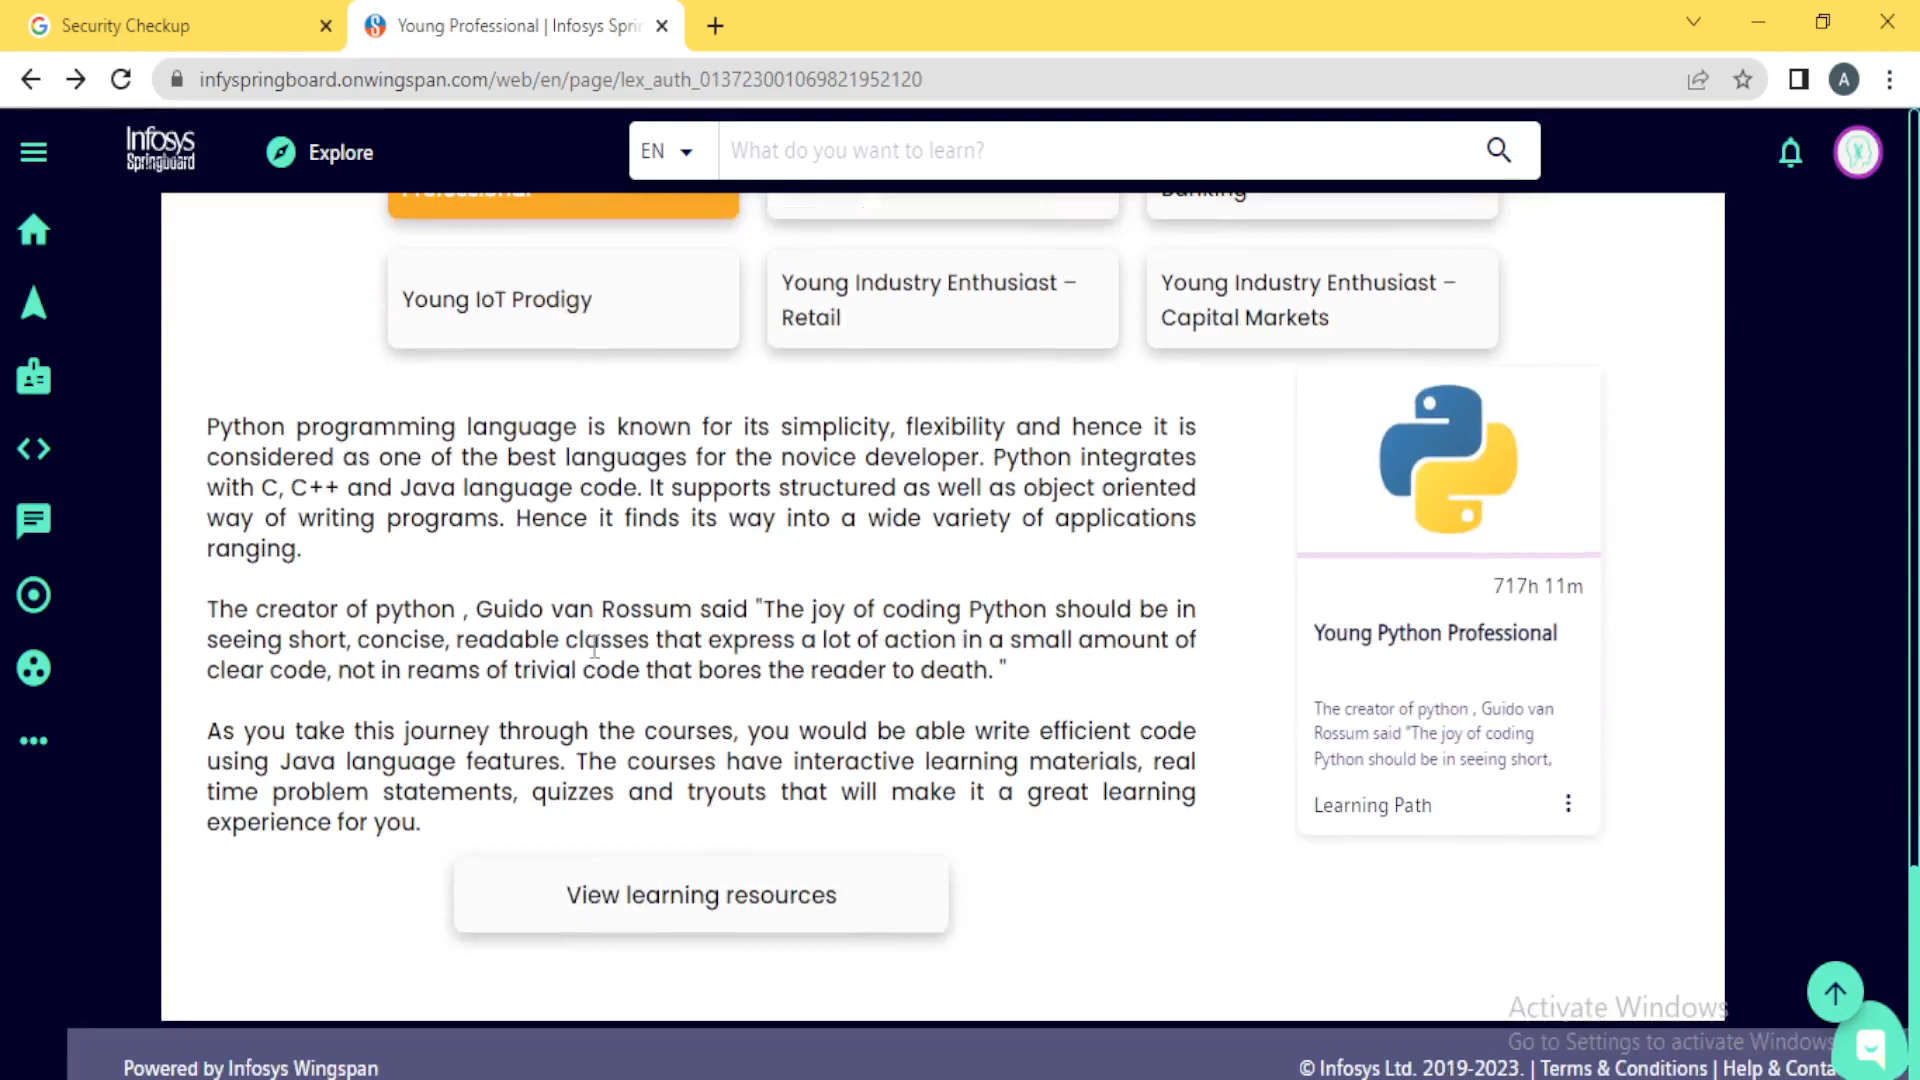 Security Checkup
Young Professional | Infosys Sprin
infyspringboard.onwingspan.com/web/en/page/lex_auth_013723001069821952120
A
Infosys
Springboard
Explore
EN
What do you want to learn?
Young IoT Prodigy
Young Industry Enthusiast –
Retail
Young Industry Enthusiast –
Capital Markets
Python programming language is known for its simplicity, flexibility and hence it is
considered as one of the best languages for the novice developer. Python integrates
with C, C++ and Java language code. It supports structured as well as object oriented
way of writing programs. Hence it finds its way into a wide variety of applications
ranging.
The creator of python , Guido van Rossum said "The joy of coding Python should be in
seeing short, concise, readable classes that express a lot of action in a small amount of
clear code, not in reams of trivial code that bores the reader to death. "
As you take this journey through the courses, you would be able write efficient code
using Java language features. The courses have interactive learning materials, real
time problem statements, quizzes and tryouts that will make it a great learning
experience for you.
View learning resources
717h 11m
Young Python Professional
The creator of python , Guido van
Rossum said "The joy of coding
Python should be in seeing short,
Learning Path
Activate Windows
Go to Settings to activate Windows
Powered by Infosys Wingspan
© Infosys Ltd. 2019-2023. | Terms & Conditions | Help & Conta